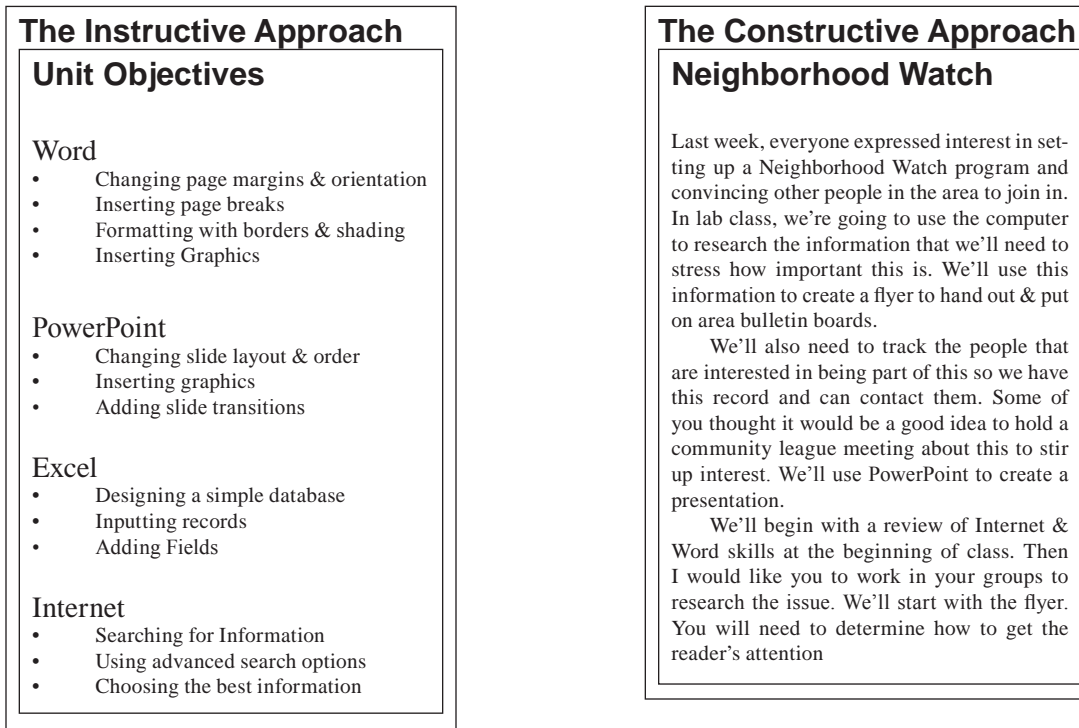 The Instructive Approach
Unit Objectives
Word
• Changing page margins & orientation
• Inserting page breaks
• Formatting with borders & shading
• Inserting Graphics
PowerPoint
• Changing slide layout & order
• Inserting graphics
• Adding slide transitions
Excel
• Designing a simple database
• Inputting records
• Adding Fields
Internet
• Searching for Information
• Using advanced search options
• Choosing the best information
The Constructive Approach
Neighborhood Watch
Last week, everyone expressed interest in set-
ting up a Neighborhood Watch program and
convincing other people in the area to join in.
In lab class, we're going to use the computer
to research the information that we'll need to
stress how important this is. We'll use this
information to create a flyer to hand out & put
on area bulletin boards.
We'll also need to track the people that
are interested in being part of this so we have
this record and can contact them. Some of
you thought it would be a good idea to hold a
community league meeting about this to stir
up interest. We'll use PowerPoint to create a
presentation.
We'll begin with a review of Internet &
Word skills at the beginning of class. Then
I would like you to work in your groups to
research the issue. We'll start with the flyer.
You will need to determine how to get the
reader's attention